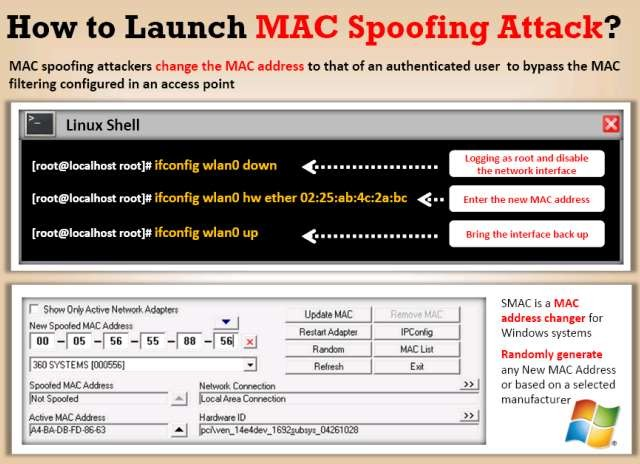 How to Launch MAC Spoofing Attack?
MAC spoofing attackers change the MAC address to that of an authenticated user to bypass the MAC
filtering configured in an access point
Linux Shell
[root@localhost root]# ifconfig wlan0 down
Logging as root and disable
the network interface
[root@localhost root]# ifconfig wlan0 hw ether 02:25:ab:4c:2a:bc
Enter the new MAC address
[root@localhost root]# ifconfig wlan0 up
Bring the interface back up
Show Only Active Network Adapters
New Spoofed MAC Address
00 - 05 - 56 - 55 - 88 - 56
360 SYSTEMS [000556]
Spoofed MAC Address
Not Spoofed
Active MAC Address
A4-BA-DB-FD-86-63
Update MAC
Remove MAC
Restart Adapter
IPConfig
Random
MAC List
Refresh
Exit
Network Connection
>>
Local Area Connection
Hardware ID
>>
pci\ven_14e4dev_1692subsys_04261028
SMAC is a MAC
address changer for
Windows systems
Randomly generate
any New MAC Address
or based on a selected
manufacturer